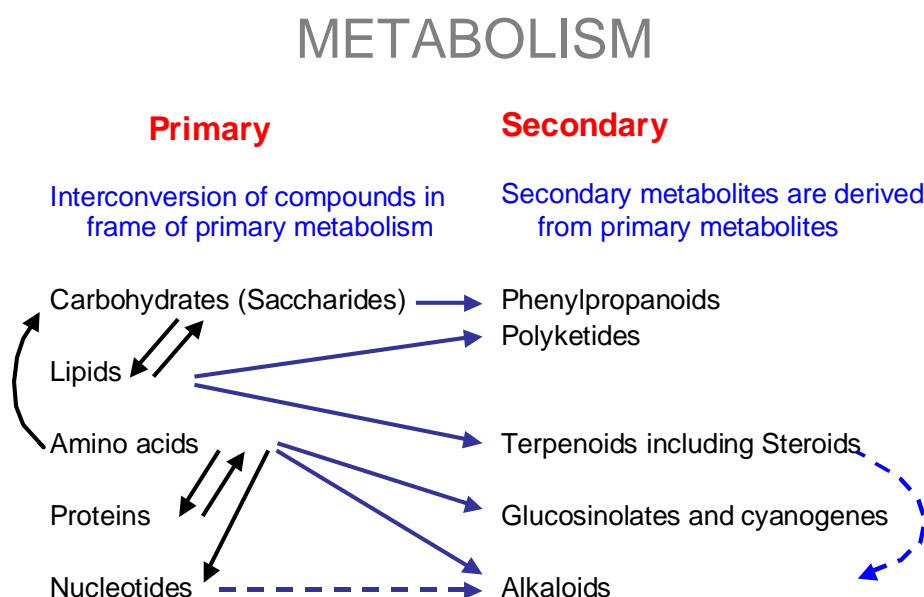 METABOLISM
Primary
Secondary
Interconversion of compounds in
frame of primary metabolism
Secondary metabolites are derived
from primary metabolites
Carbohydrates (Saccharides)
Phenylpropanoids
Polyketides
Lipids
Amino acids
Terpenoids including Steroids
Proteins
Glucosinolates and cyanogenes
Nucleotides
Alkaloids